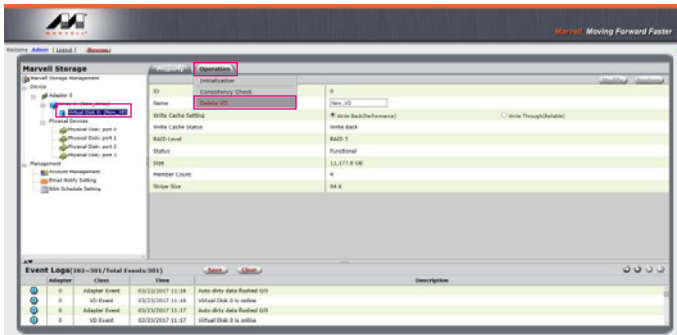 MARVELL
Marvell. Moving Forward Faster
Welcome Admin [ Logout ]
Marvell Storage
Operation
Marvell Storage Management
Initialization
Device
Consistency Check
Adapter 0
ID 0
Delete VD
Name New_VD
Virtual Disk 0: [New_VD]
Write Cache Setting Write Back(Performance) Write Through(Reliable)
Physical Devices
Write Cache Status Write Back
Physical Disk: port 0
Physical Disk: port 1
RAID Level RAID 5
Physical Disk: port 2
Status Functional
Physical Disk: port 3
Size 11,177.8 GB
Management
Member Count 4
Account Management
Email Notify Setting
Stripe Size 64 K
BGA Schedule Setting
Event Logs(282~301/Total Events:301) Save Clear
Adapter Class Time Description
0 Adapter Event 03/23/2017 11:18 Auto dirty data flushed 0/0
0 VD Event 03/23/2017 11:18 Virtual Disk 0 is online
0 Adapter Event 03/23/2017 11:17 Auto dirty data flushed 0/0
0 VD Event 03/23/2017 11:17 Virtual Disk 0 is online